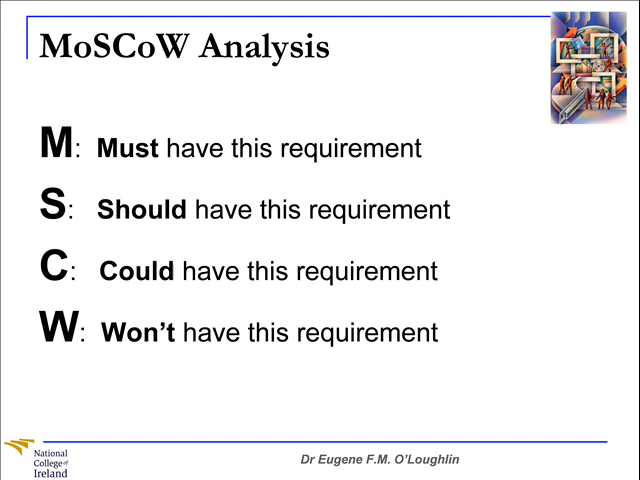 MoSCoW Analysis
M: Must have this requirement
S: Should have this requirement
C: Could have this requirement
W: Won’t have this requirement
National
College of
Ireland
Dr Eugene F.M. O’Loughlin